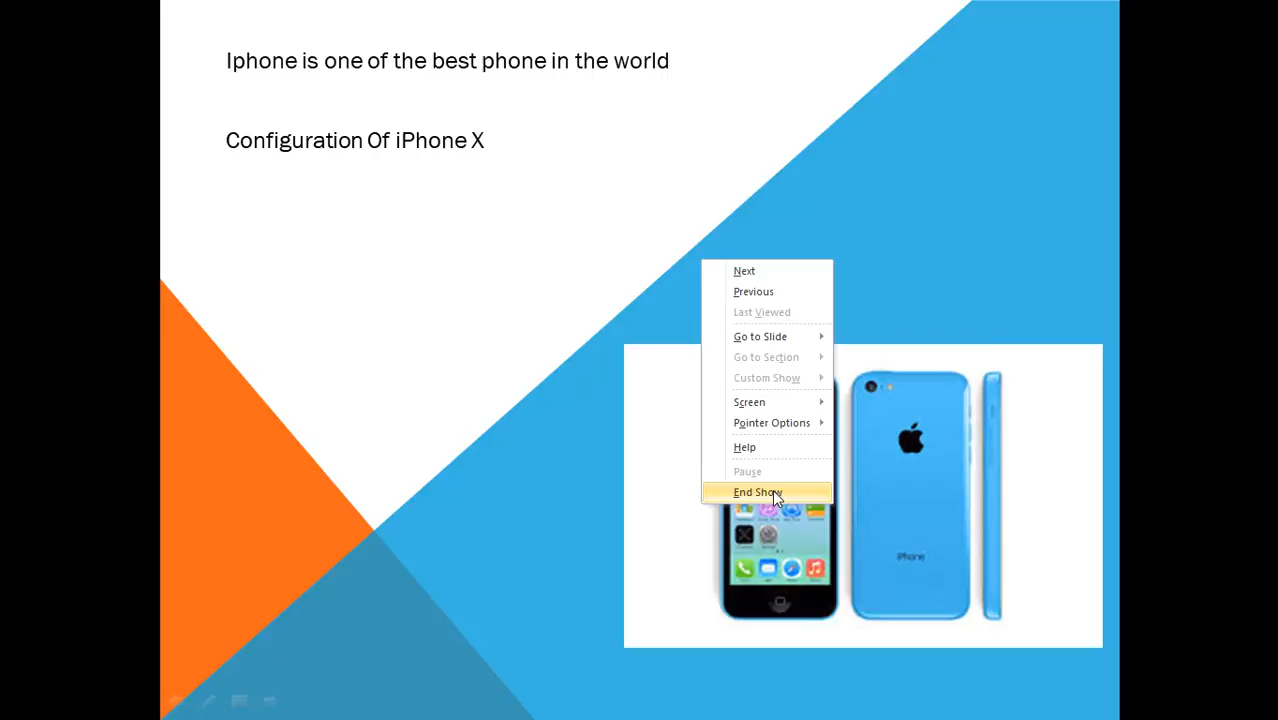 Iphone is one of the best phone in the world
Configuration Of iPhone X
Next
Previous
Last Viewed
Go to Slide
Go to Section
Custom Show
Screen
Pointer Options
Help
Pause
End Show
iPhone